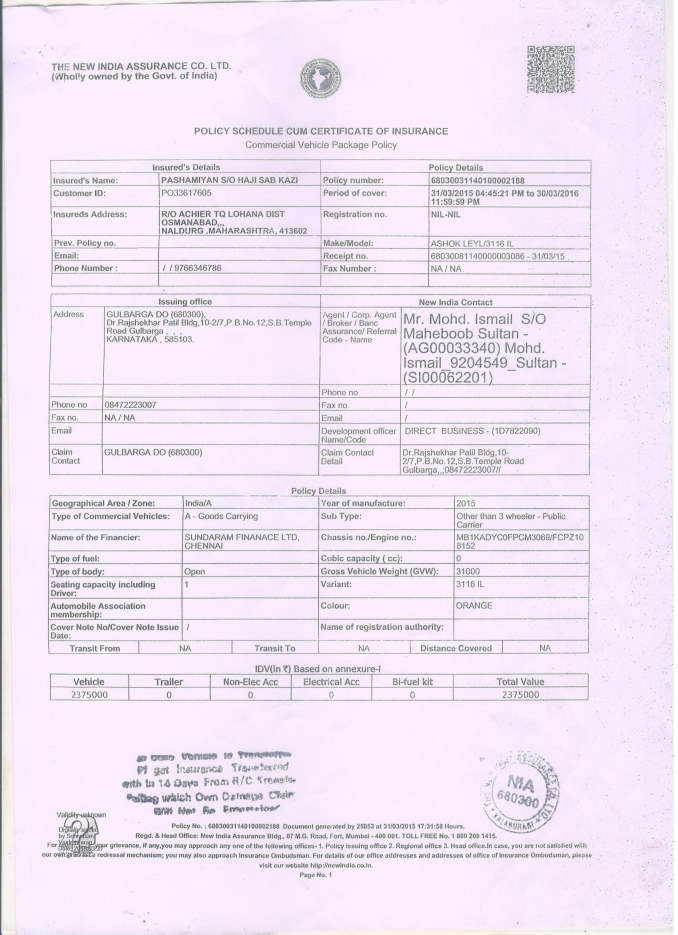 THE NEW INDIA ASSURANCE CO. LTD.
(Wholly owned by the Govt. of India)
POLICY SCHEDULE CUM CERTIFICATE OF INSURANCE
Commercial Vehicle Package Policy
Insured's Details Policy Details
Insured's Name: PASHAMIYAN S/O HAJI SAB KAZI Policy number: 68030031140100002188
Customer ID: PO33617605 Period of cover: 31/03/2015 04:45:21 PM to 30/03/2016
11:59:59 PM
Insureds Address: R/O ACHIER TQ LOHANA DIST Registration no. NIL-NIL
OSMANABAD,,,
NALDURG ,MAHARASHTRA, 413602
Prev. Policy no. Make/Model: ASHOK LEYL/3116 IL
Email: Receipt no. 68030081140000003086 - 31/03/15
Phone Number : / / 9766346786 Fax Number : NA / NA
Issuing office New India Contact
Address GULBARGA DO (680300), Agent / Corp. Agent Mr. Mohd. Ismail S/O
Dr.Rajshekhar Patil Bldg,10-2/7,P.B.No.12,S.B.Temple / Broker / Banc Maheboob Sultan -
Road Gulbarga , , , Assurance/ Referral (AG00033340) Mohd.
KARNATAKA , 585103. Code - Name Ismail_9204549_Sultan -
(SI00062201)
Phone no / /
Phone no 08472223007 Fax no. /
Fax no. NA / NA Email /
Email Development officer DIRECT BUSINESS - (1D7822090)
Name/Code
Claim GULBARGA DO (680300) Claim Contact Dr.Rajshekhar Patil Bldg,10-
Contact Detail 2/7,P.B.No.12,S.B.Temple Road
Gulbarga,,;08472223007//
Policy Details
Geographical Area / Zone: India/A Year of manufacture: 2015
Type of Commercial Vehicles: A - Goods Carrying Sub Type: Other than 3 wheeler - Public
Carrier
Name of the Financier: SUNDARAM FINANACE LTD, Chassis no./Engine no.: MB1KADYC0FPCM3069/FCPZ10
CHENNAI 8152
Type of fuel: Cubic capacity ( cc): 0
Type of body: Open Gross Vehicle Weight (GVW): 31000
Seating capacity including 1 Variant: 3116 IL
Driver:
Automobile Association Colour: ORANGE
membership:
Cover Note No/Cover Note Issue / Name of registration authority:
Date:
Transit From NA Transit To NA Distance Covered NA
IDV(In ₹) Based on annexure-I
Vehicle Trailer Non-Elec Acc Electrical Acc Bi-fuel kit Total Value
2375000 0 0 0 0 2375000
get Insurance Transferred
with in 14 Days From R/C
which Own
Will Not Be
NIA
680300
Validity unknown
Digitally signed
Policy No. : 68030031140100002188 Document generated by 25853 at 31/03/2015 17:31:58 Hours.
Regd. & Head Office: New India Assurance Bldg., 87 M.G. Road, Fort, Mumbai - 400 001. TOLL FREE No. 1 800 209 1415.
For your grievance, if any,you may approach any one of the following offices- 1. Policy issuing office 2. Regional office 3. Head office.In case, you are not satisfied with
our own redressal mechanism; you may also approach Insurance Ombudsman. For details of our office addresses and addresses of office of Insurance Ombudsman, please
visit our website http://newindia.co.in.
Page No. 1